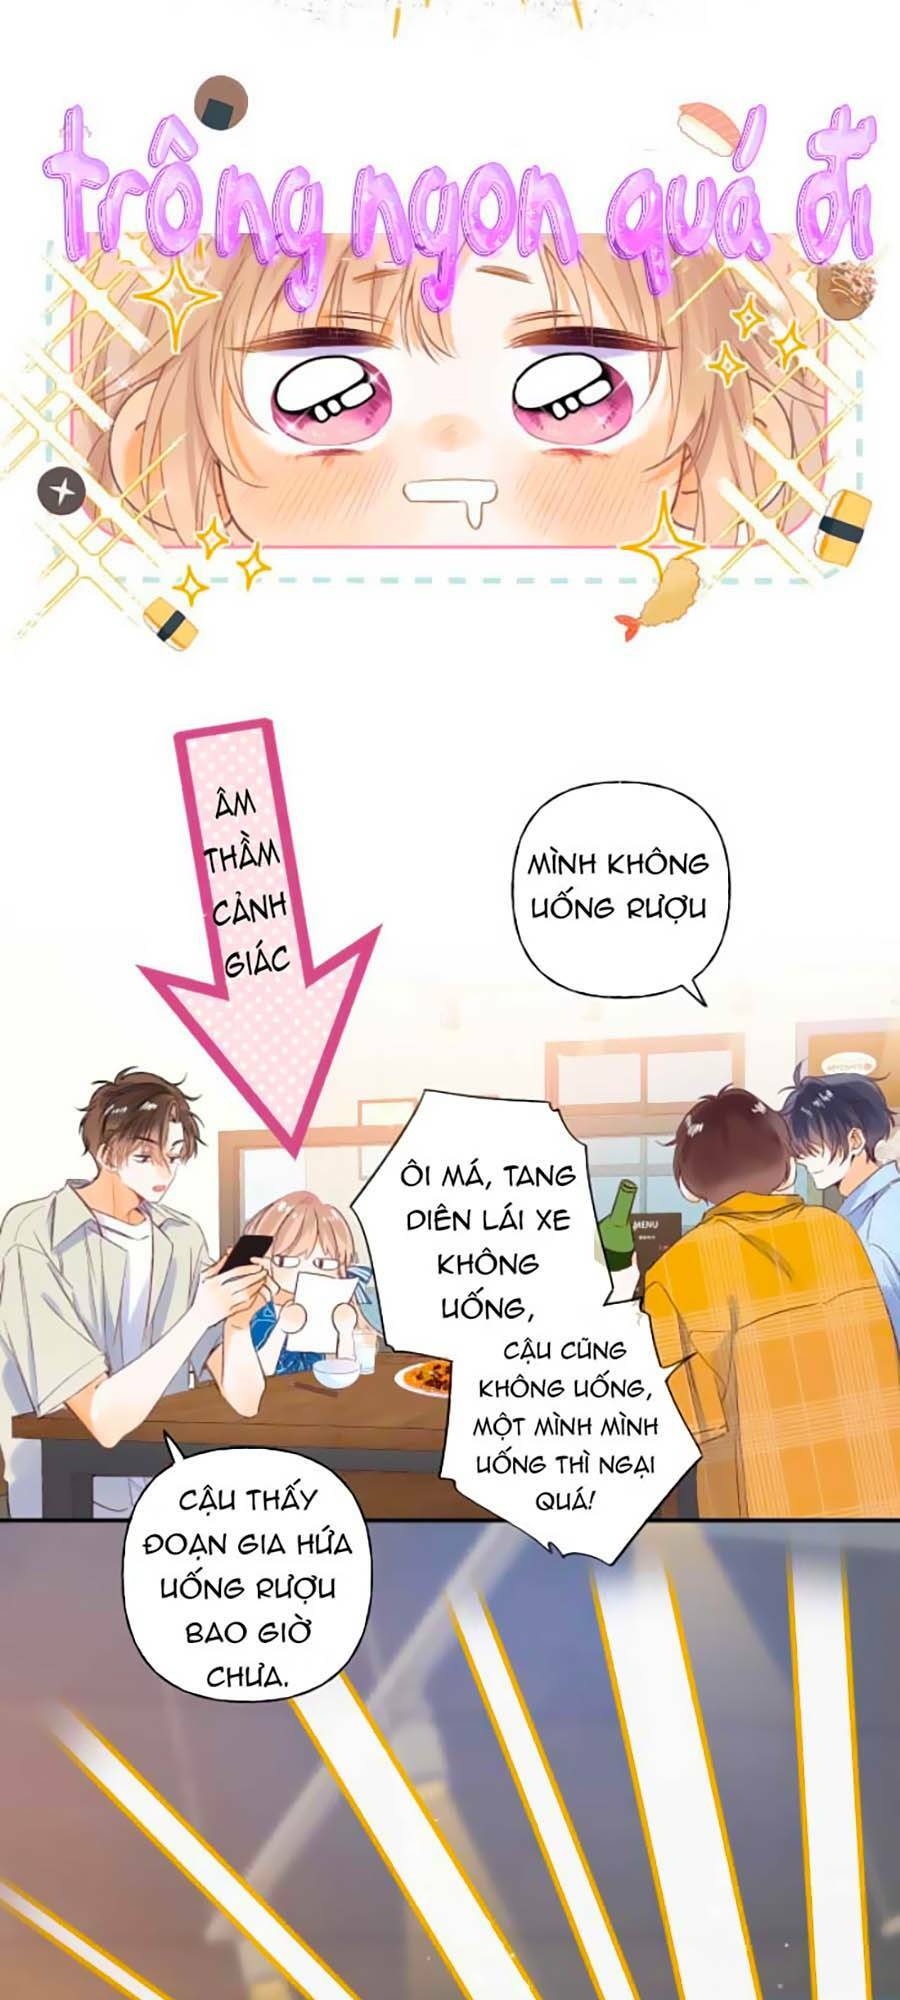 trông ngon quá đi
ÂM
THẦM
CẢNH
GIÁC
MÌNH KHÔNG
UỐNG RƯỢU
ÔI MÁ, TANG
DIÊN LÁI XE
KHÔNG
UỐNG,
CẬU CŨNG
KHÔNG UỐNG,
MỘT MÌNH MÌNH
UỐNG THÌ NGẠI
QUÁ!
MENU
CẬU THẤY
ĐOẠN GIA HỨA
UỐNG RƯỢU
BAO GIỜ
CHƯA.